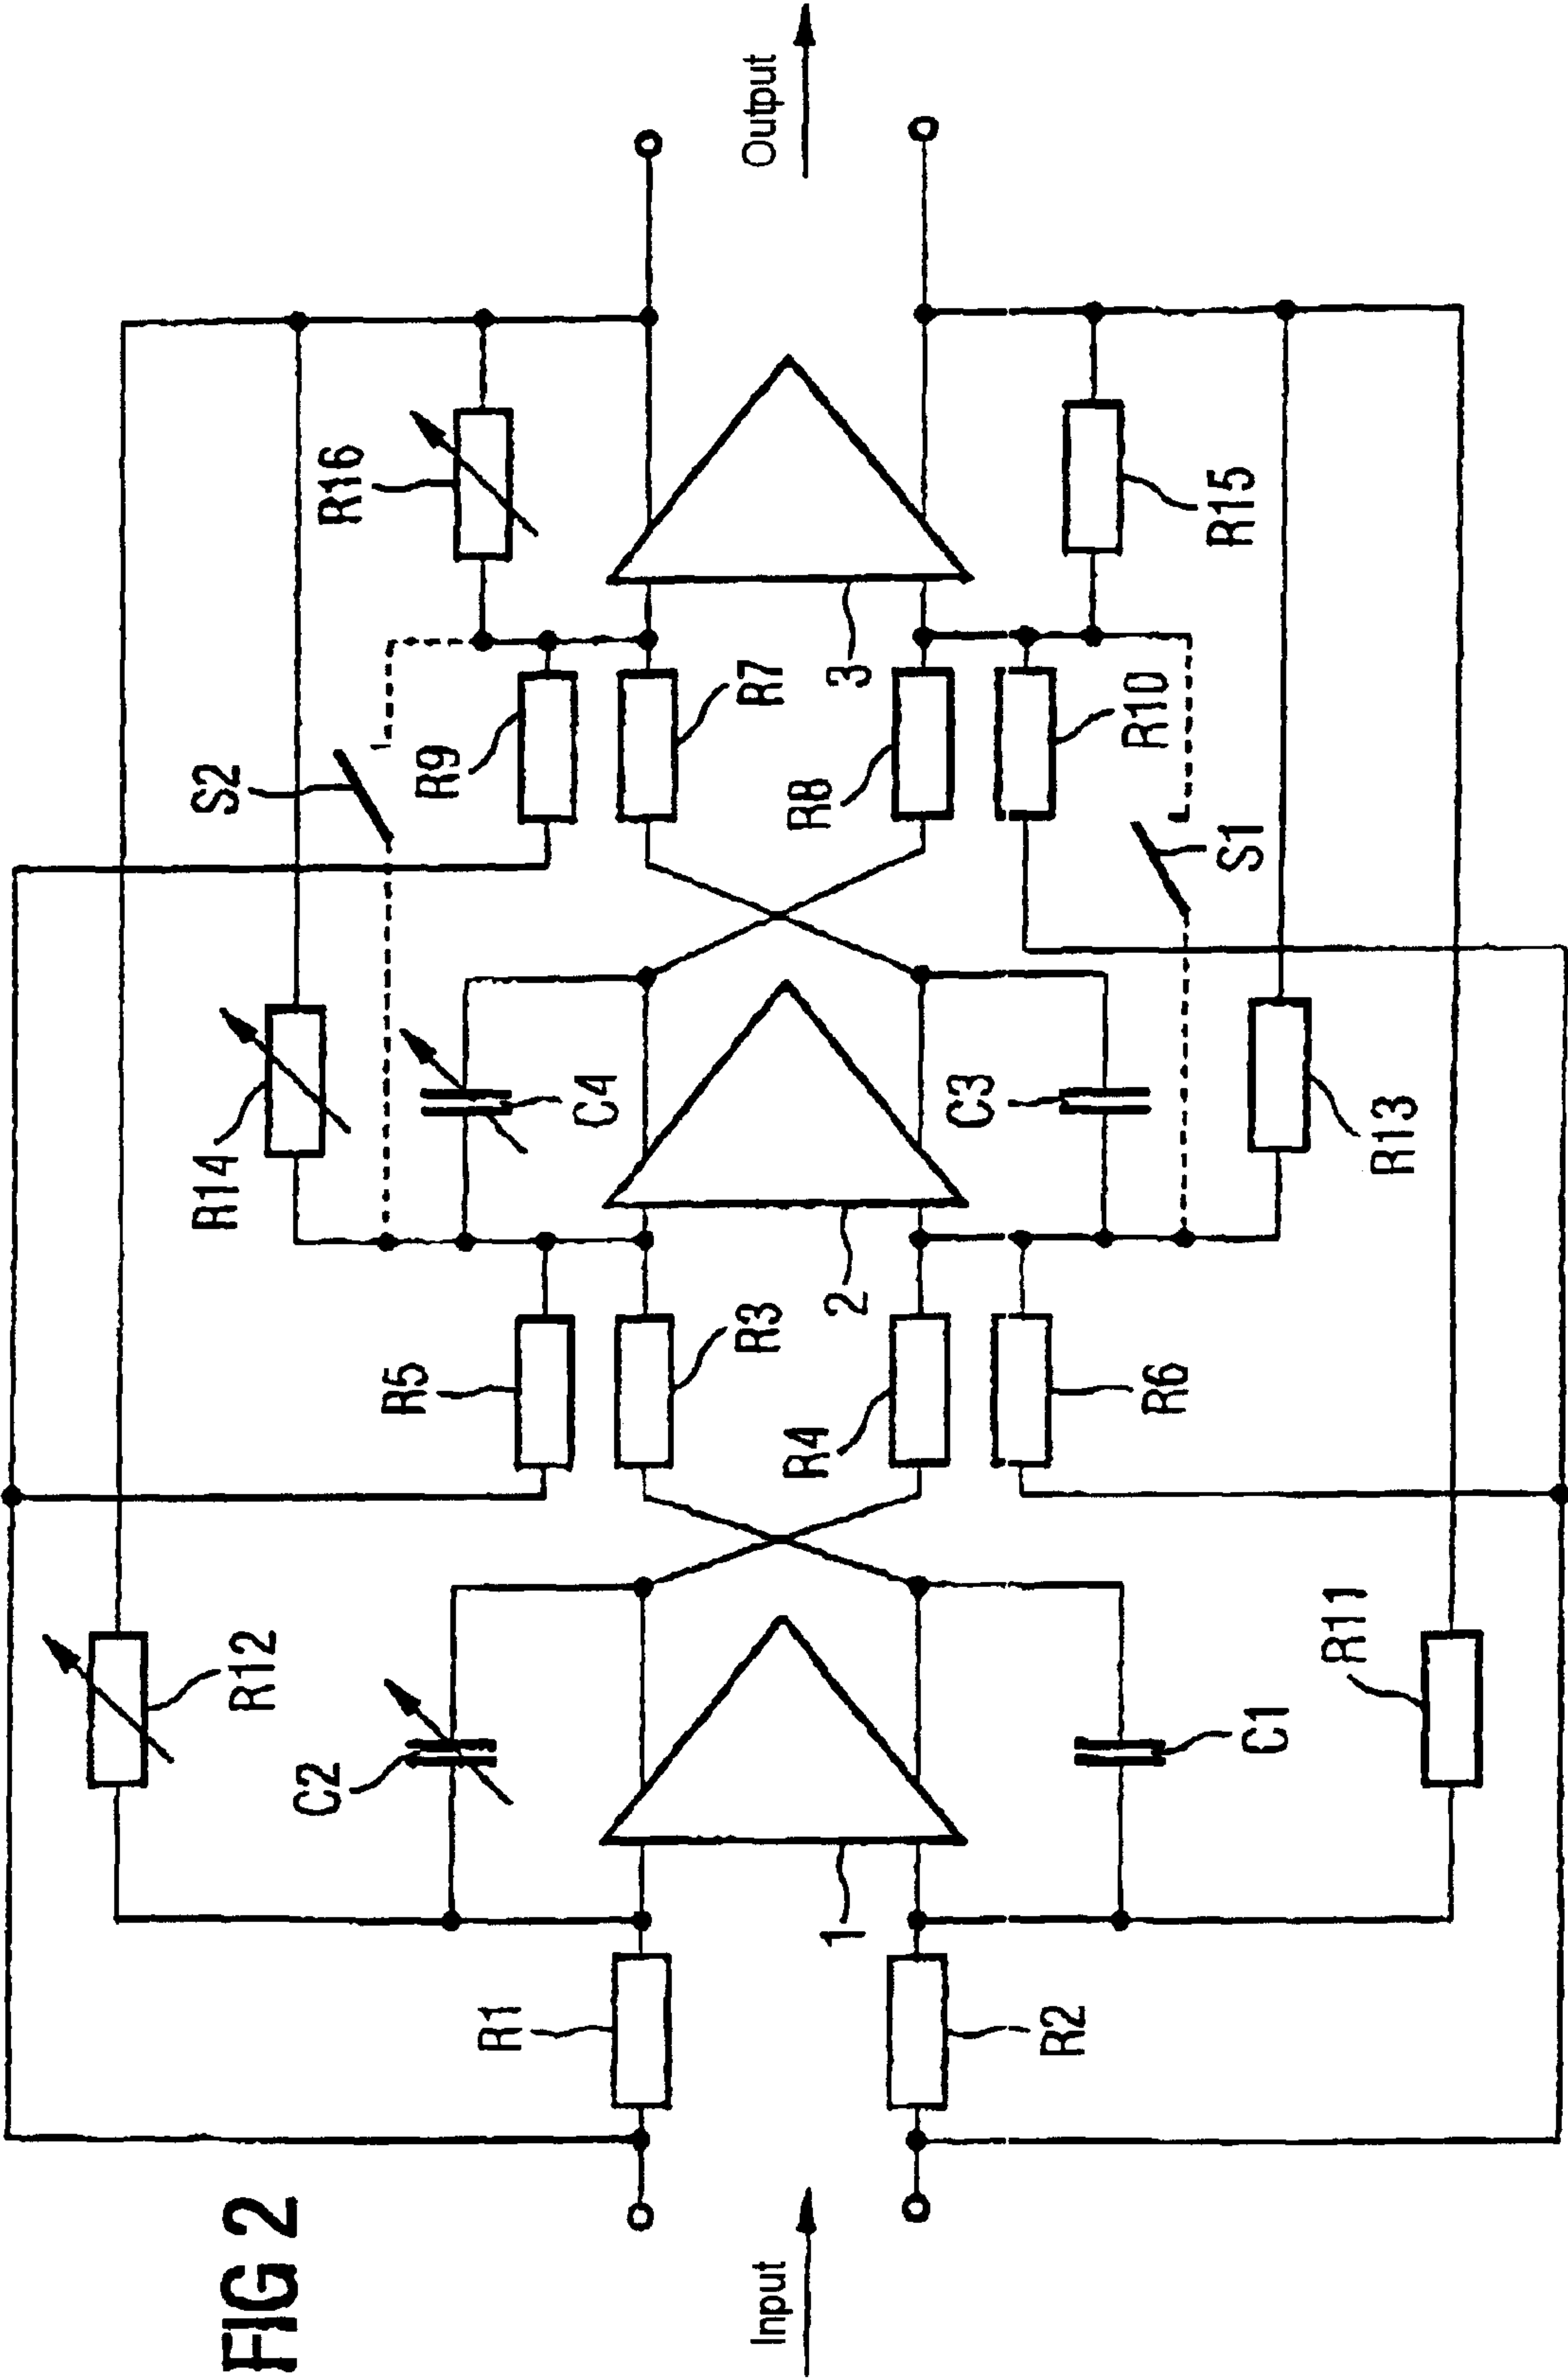 FIG 2
Input
Output
R12
R14
S2
R16
C2
R5
C4
R9
R1
R3
R7
1
2
3
R4
R8
R2
R6
C3
R10
C1
S1
R15
R11
R13